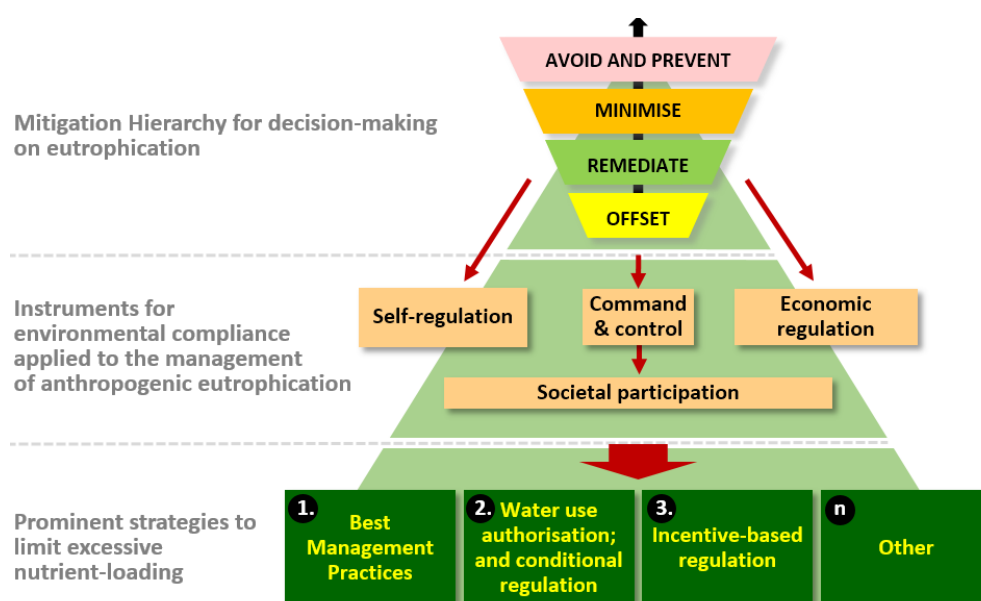 AVOID AND PREVENT
MINIMISE
REMEDIATE
OFFSET
Mitigation Hierarchy for decision-making
on eutrophication
Self-regulation
Command
& control
Economic
regulation
Societal participation
Instruments for
environmental compliance
applied to the management
of anthropogenic eutrophication
Prominent strategies to
limit excessive
nutrient-loading
1.
Best
Management
Practices
2.
Water use
authorisation;
and conditional
regulation
3.
Incentive-based
regulation
n
Other